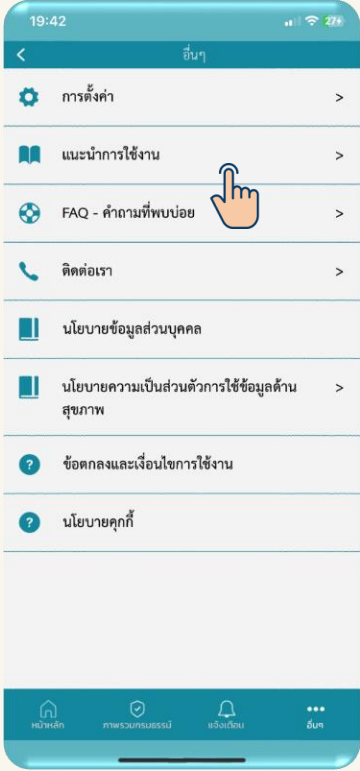 19:42
27
อื่นๆ
การตั้งค่า
แนะนำการใช้งาน
FAQ - คำถามที่พบบ่อย
ติดต่อเรา
นโยบายข้อมูลส่วนบุคคล
นโยบายความเป็นส่วนตัวการใช้ข้อมูลด้าน
สุขภาพ
ข้อตกลงและเงื่อนไขการใช้งาน
นโยบายคุกกี้
หน้าหลัก ภาพรวมกรมธรรม์ แจ้งเตือน อื่นๆ